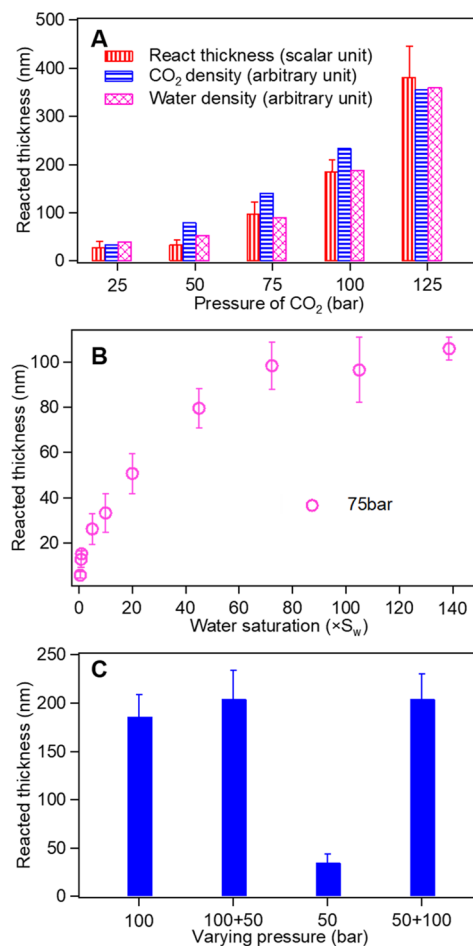 A
React thickness (scalar unit)
CO₂ density (arbitrary unit)
Water density (arbitrary unit)
Reacted thickness (nm)
500
400
300
200
100
0
25 50 75 100 125
Pressure of CO₂ (bar)
B
Reacted thickness (nm)
100
80
60
40
20
75bar
0 20 40 60 80 100 120 140
Water saturation (×S_w)
C
Reacted thickness (nm)
250
200
150
100
50
0
100 100+50 50 50+100
Varying pressure (bar)